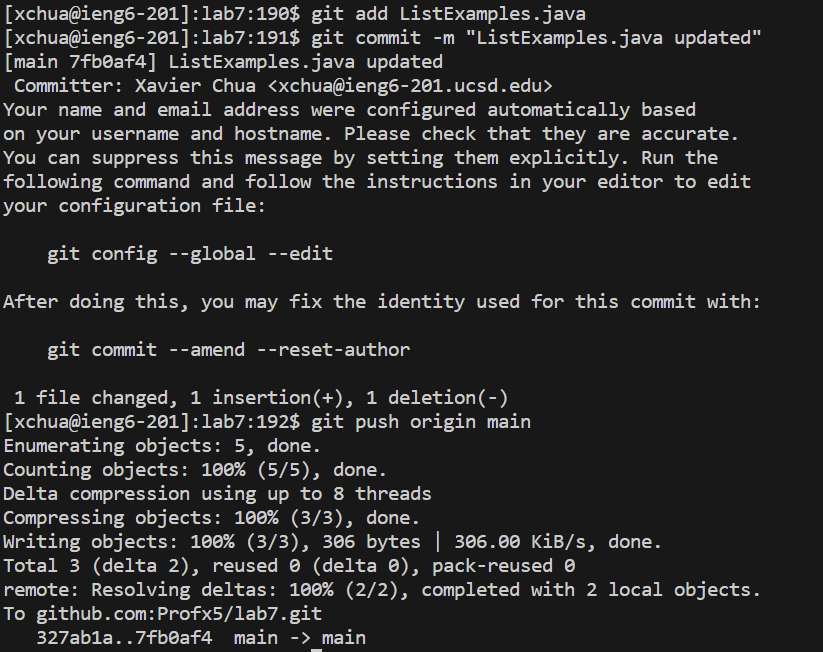 [xchua@ieng6-201]:lab7:190$ git add ListExamples.java
[xchua@ieng6-201]:lab7:191$ git commit -m "ListExamples.java updated"
[main 7fb0af4] ListExamples.java updated
 Committer: Xavier Chua <xchua@ieng6-201.ucsd.edu>
Your name and email address were configured automatically based
on your username and hostname. Please check that they are accurate.
You can suppress this message by setting them explicitly. Run the
following command and follow the instructions in your editor to edit
your configuration file:

    git config --global --edit

After doing this, you may fix the identity used for this commit with:

    git commit --amend --reset-author

 1 file changed, 1 insertion(+), 1 deletion(-)
[xchua@ieng6-201]:lab7:192$ git push origin main
Enumerating objects: 5, done.
Counting objects: 100% (5/5), done.
Delta compression using up to 8 threads
Compressing objects: 100% (3/3), done.
Writing objects: 100% (3/3), 306 bytes | 306.00 KiB/s, done.
Total 3 (delta 2), reused 0 (delta 0), pack-reused 0
remote: Resolving deltas: 100% (2/2), completed with 2 local objects.
To github.com:Profx5/lab7.git
   327ab1a..7fb0af4  main -> main